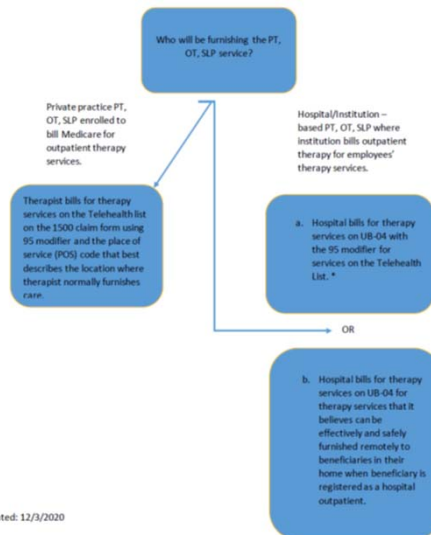 Who will be furnishing the PT,
OT, SLP service?
Private practice PT,
OT, SLP enrolled to
bill Medicare for
outpatient therapy
services.
Hospital/Institution –
based PT, OT, SLP where
institution bills outpatient
therapy for employees'
therapy services.
Therapist bills for therapy
services on the Telehealth list
on the 1500 claim form using
95 modifier and the place of
service (POS) code that best
describes the location where
therapist normally furnishes
care.
a. Hospital bills for therapy
services on UB-04 with
the 95 modifier for
services on the Telehealth
List. *
OR
b. Hospital bills for therapy
services on UB-04 for
therapy services that it
believes can be
effectively and safely
furnished remotely to
beneficiaries in their
home when beneficiary is
registered as a hospital
outpatient.
ted: 12/3/2020